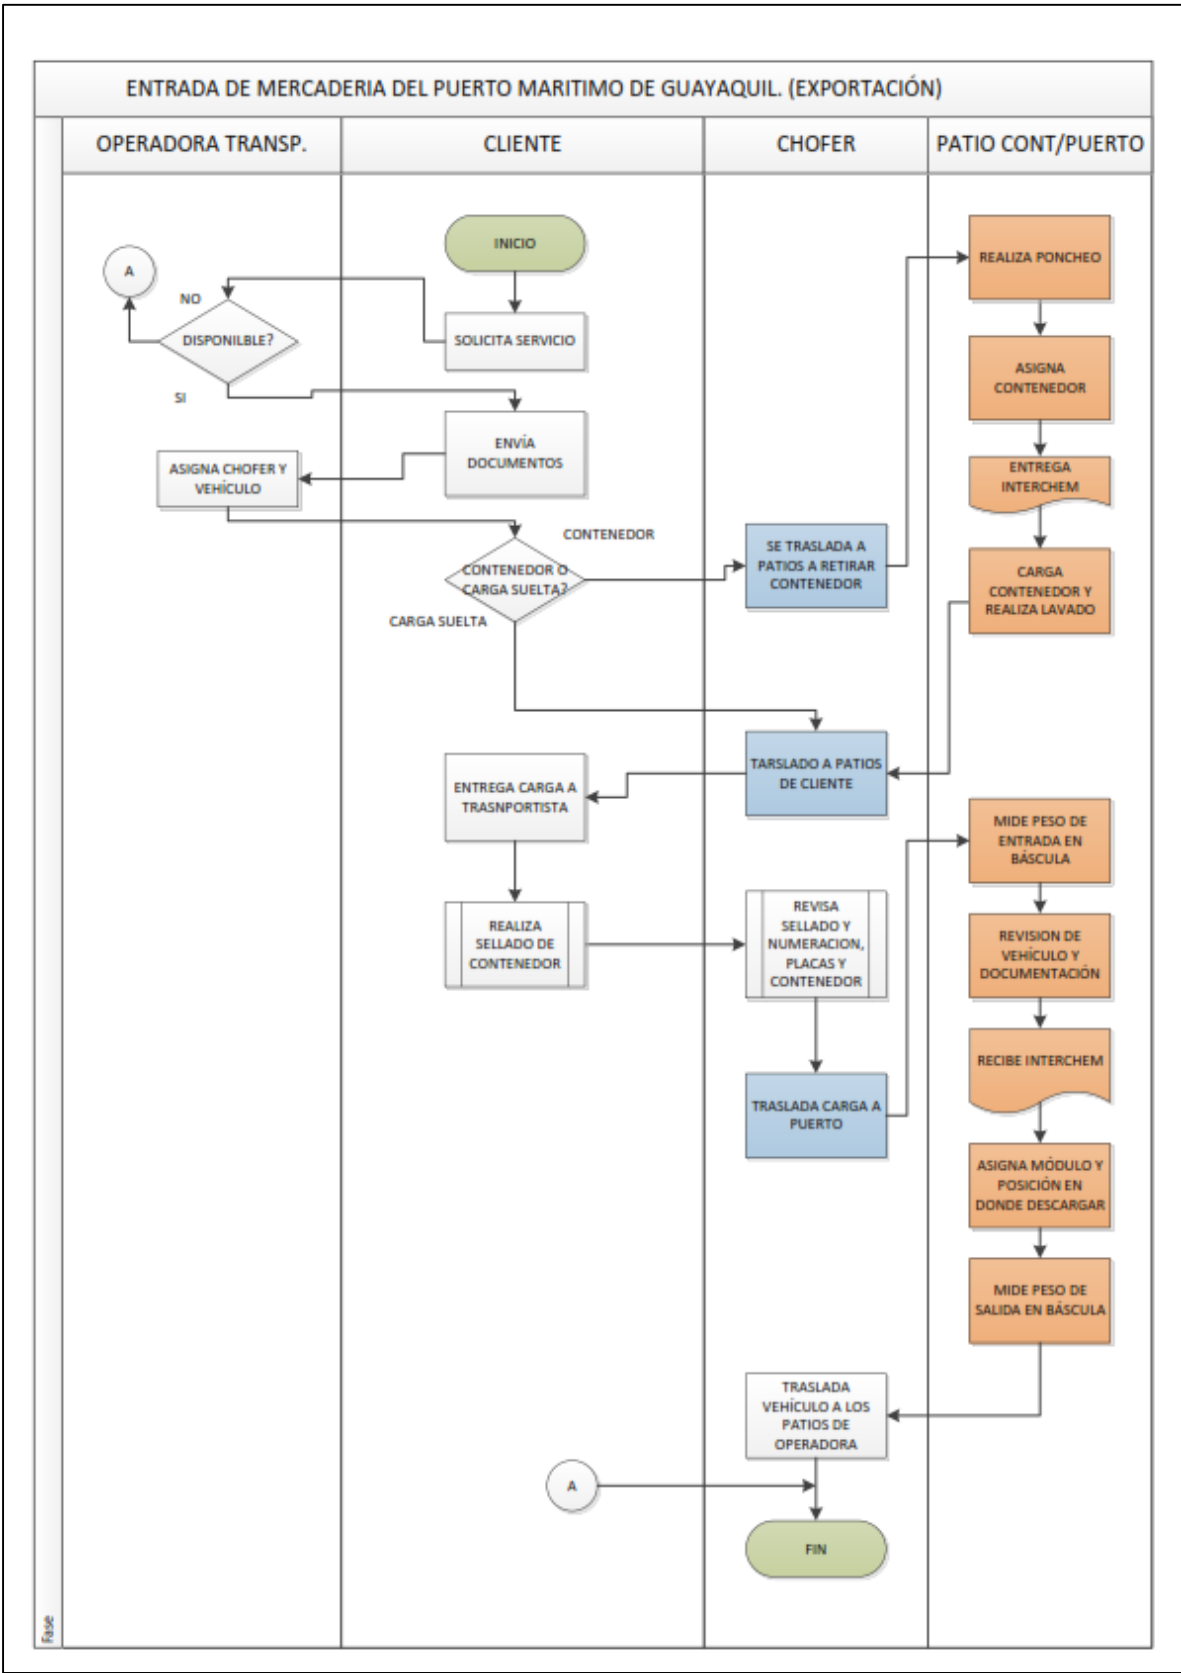 ENTRADA DE MERCADERIA DEL PUERTO MARITIMO DE GUAYAQUIL. (EXPORTACIÓN)
OPERADORA TRANSP.
CLIENTE
CHOFER
PATIO CONT/PUERTO
INICIO
REALIZA PONCHEO
A
NO
DISPONILBLE?
SOLICITA SERVICIO
SI
ASIGNA
CONTENEDOR
ENVÍA
DOCUMENTOS
ASIGNA CHOFER Y
VEHÍCULO
ENTREGA
INTERCHEM
CONTENEDOR
CONTENEDOR O
CARGA SUELTA?
CARGA SUELTA
SE TRASLADA A
PATIOS A RETIRAR
CONTENEDOR
CARGA
CONTENEDOR Y
REALIZA LAVADO
TARSLADO A PATIOS
DE CLIENTE
ENTREGA CARGA A
TRASNPORTISTA
MIDE PESO DE
ENTRADA EN
BÁSCULA
REALIZA
SELLADO DE
CONTENEDOR
REVISA
SELLADO Y
NUMERACION,
PLACAS Y
CONTENEDOR
REVISION DE
VEHÍCULO Y
DOCUMENTACIÓN
RECIBE INTERCHEM
TRASLADA CARGA A
PUERTO
ASIGNA MÓDULO Y
POSICIÓN EN
DONDE DESCARGAR
MIDE PESO DE
SALIDA EN BÁSCULA
TRASLADA
VEHÍCULO A LOS
PATIOS DE
OPERADORA
A
FIN
Fase